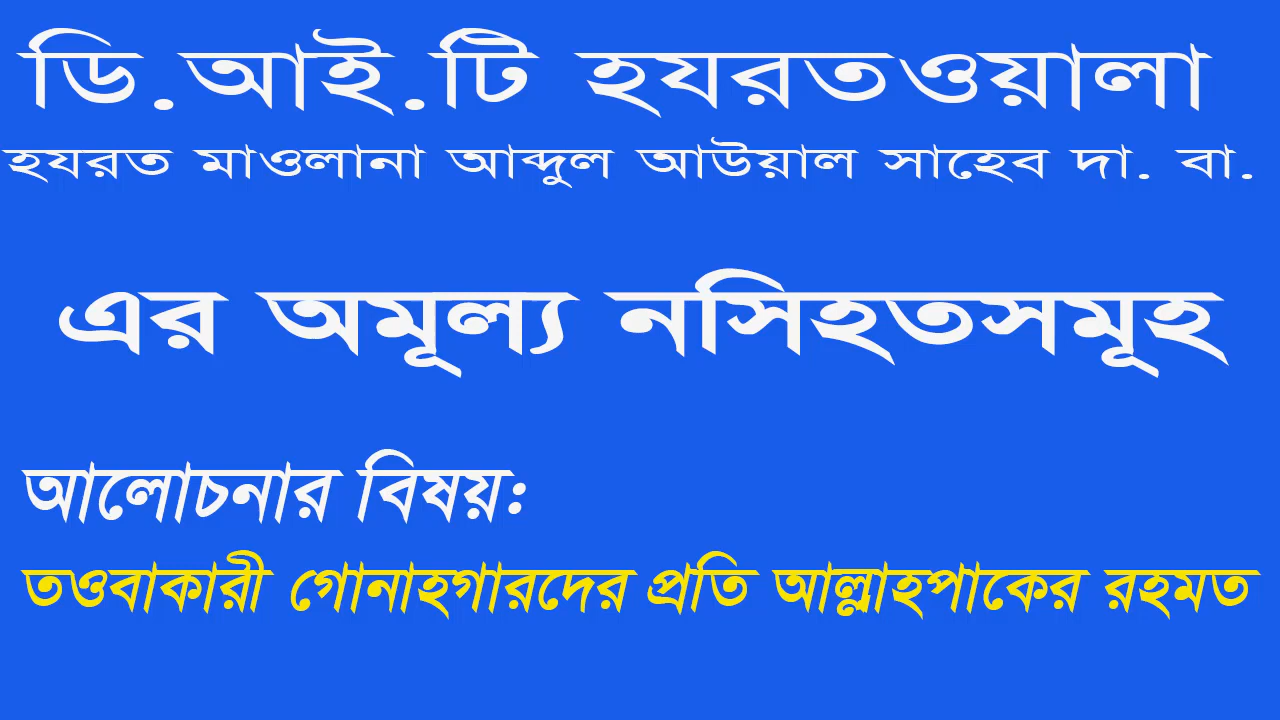 ডি.আই.টি হযরতওয়ালা
হযরত মাওলানা আব্দুল আউয়াল সাহেব দা. বা.
এর অমূল্য নসিহতসমূহ
আলোচনার বিষয়ঃ
তওবাকারী গোনাহগারদের প্রতি আল্লাহপাকের রহমত